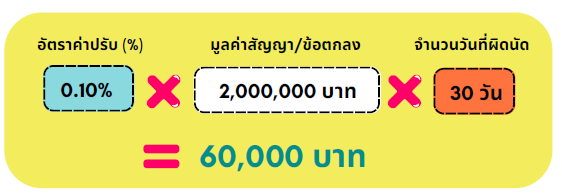 อัตราค่าปรับ (%) มูลค่าสัญญา/ข้อตกลง จำนวนวันที่ผิดนัด
0.10% × 2,000,000 บาท × 30 วัน
= 60,000 บาท